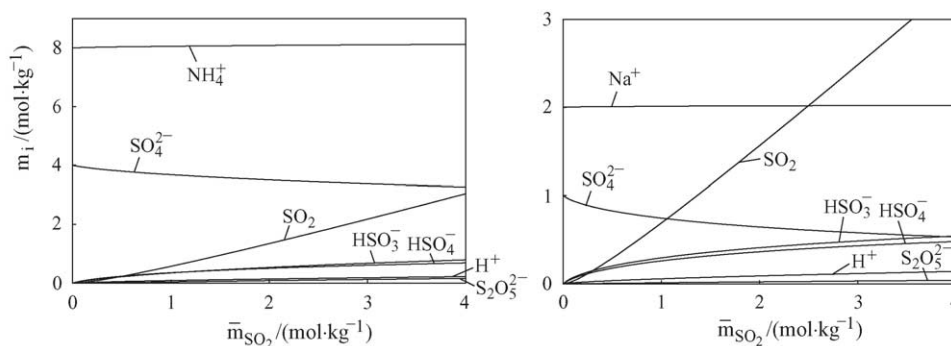 8
6
4
2
0
m_i/(mol·kg⁻¹)
NH₄⁺
SO₄²⁻
SO₂
HSO₃⁻ HSO₄⁻
H⁺
S₂O₅²⁻
0 1 2 3 4
m̅_SO₂/(mol·kg⁻¹)
3
2
1
0
Na⁺
SO₂
SO₄²⁻
HSO₃⁻ HSO₄⁻
H⁺ S₂O₅²⁻
0 1 2 3 4
m̅_SO₂/(mol·kg⁻¹)